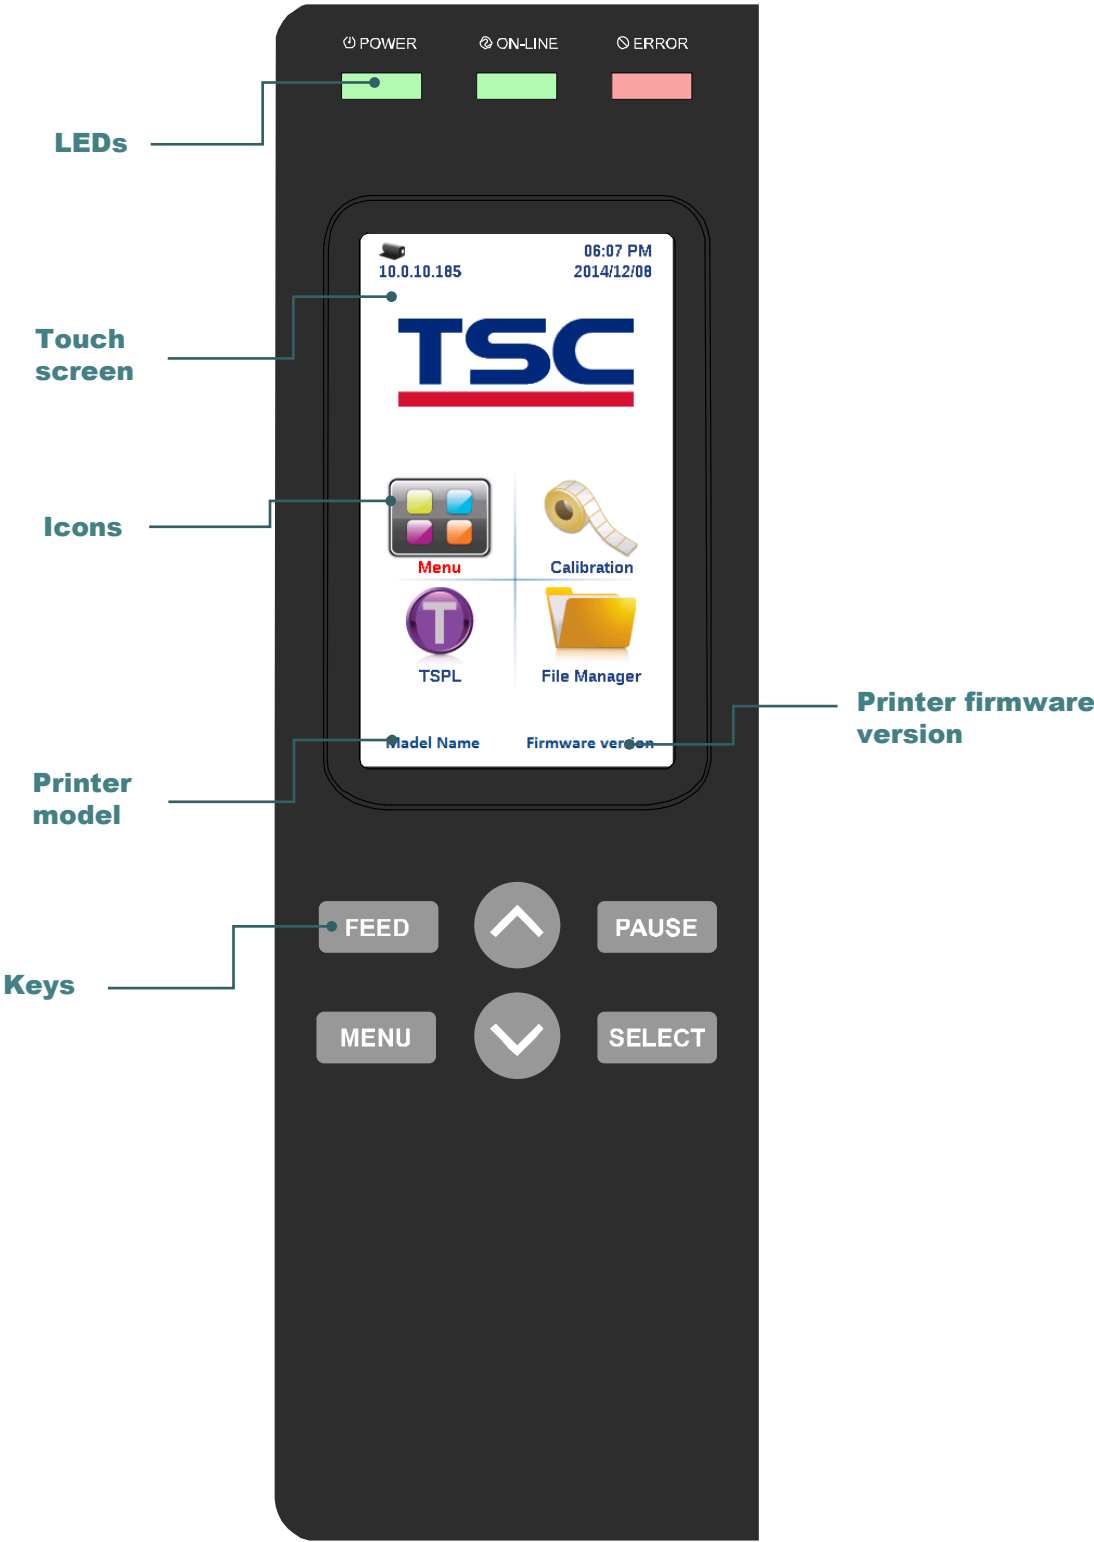 POWER ON-LINE ERROR
LEDs
06:07 PM
10.0.10.185 2014/12/08
Touch
screen
TSC
Icons
Menu Calibration
T
TSPL File Manager
Printer firmware
version
Madel Name Firmware version
Printer
model
FEED PAUSE
Keys
MENU SELECT